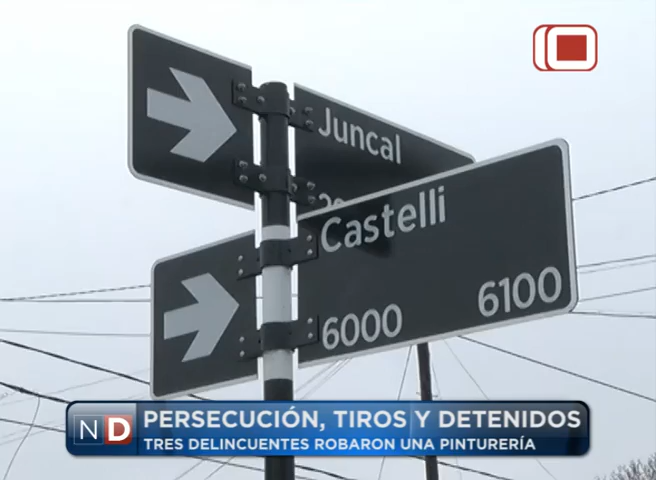 Juncal
Castelli
6000 6100
ND
PERSECUCIÓN, TIROS Y DETENIDOS
TRES DELINCUENTES ROBARON UNA PINTURERÍA